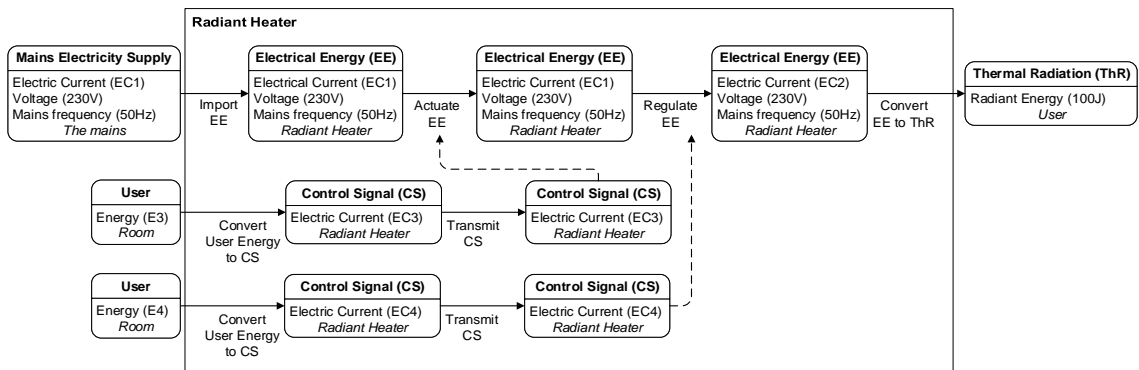 Radiant Heater
Mains Electricity Supply
Electric Current (EC1)
Voltage (230V)
Mains frequency (50Hz)
The mains
Import
EE
Electrical Energy (EE)
Electrical Current (EC1)
Voltage (230V)
Mains frequency (50Hz)
Radiant Heater
Actuate
EE
Electrical Energy (EE)
Electric Current (EC1)
Voltage (230V)
Mains frequency (50Hz)
Radiant Heater
Regulate
EE
Electrical Energy (EE)
Electric Current (EC2)
Voltage (230V)
Mains frequency (50Hz)
Radiant Heater
Convert
EE to ThR
Thermal Radiation (ThR)
Radiant Energy (100J)
User
User
Energy (E3)
Room
Convert
User Energy
to CS
Control Signal (CS)
Electric Current (EC3)
Radiant Heater
Transmit
CS
Control Signal (CS)
Electric Current (EC3)
Radiant Heater
User
Energy (E4)
Room
Convert
User Energy
to CS
Control Signal (CS)
Electric Current (EC4)
Radiant Heater
Transmit
CS
Control Signal (CS)
Electric Current (EC4)
Radiant Heater